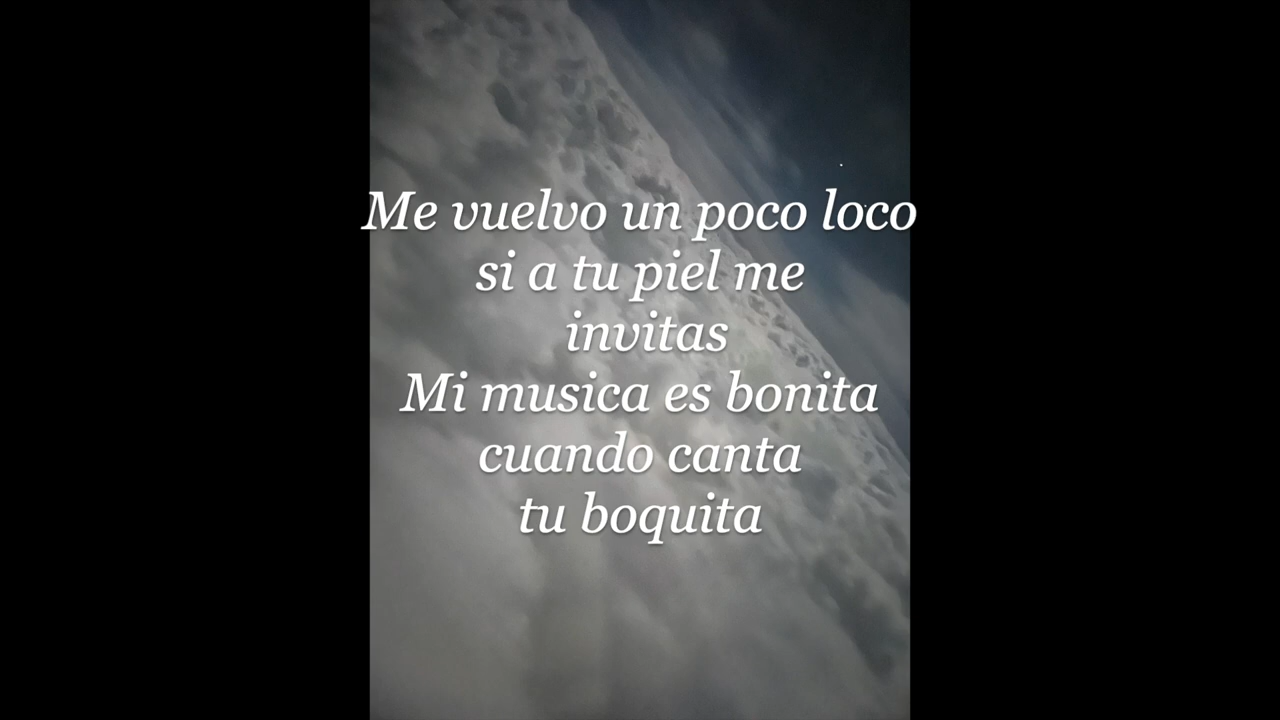 Me vuelvo un poco loco
si a tu piel me
invitas
Mi musica es bonita
cuando canta
tu boquita